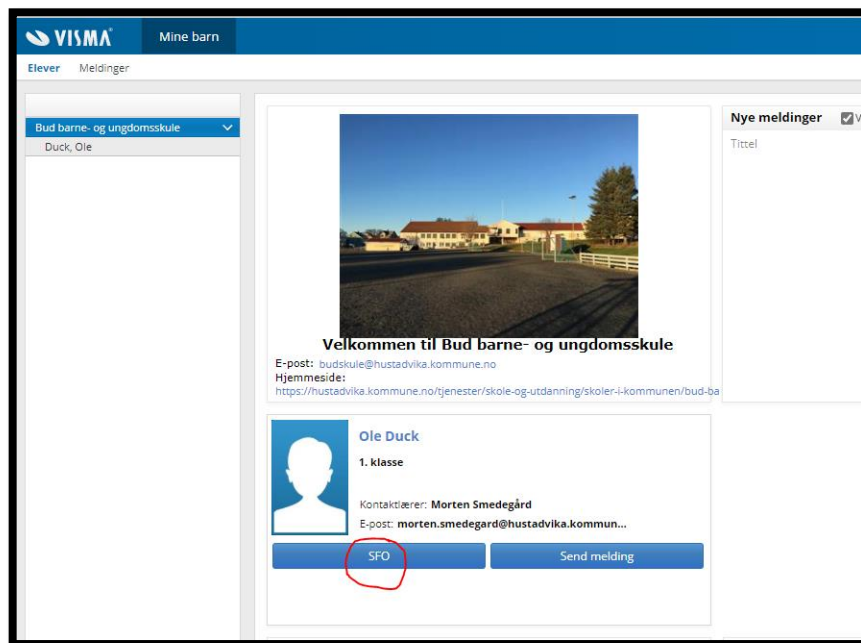 VISMA
Mine barn
Elever Meldinger
Bud barne- og ungdomsskule
Duck, Ole
Velkommen til Bud barne- og ungdomsskule
E-post: budskule@hustadvika.kommune.no
Hjemmeside:
https://hustadvika.kommune.no/tjenester/skole-og-utdanning/skoler-i-kommunen/bud-ba
Nye meldinger V
Tittel
Ole Duck
1. klasse
Kontaktlærer: Morten Smedegård
E-post: morten.smedegard@hustadvika.kommun...
SFO
Send melding